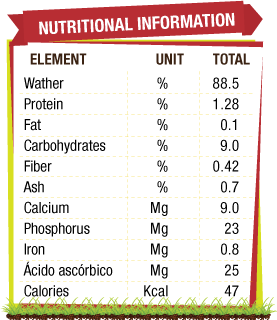 NUTRITIONAL INFORMATION
ELEMENT UNIT TOTAL
Wather % 88.5
Protein % 1.28
Fat % 0.1
Carbohydrates % 9.0
Fiber % 0.42
Ash % 0.7
Calcium Mg 9.0
Phosphorus Mg 23
Iron Mg 0.8
Ácido ascórbico Mg 25
Calories Kcal 47